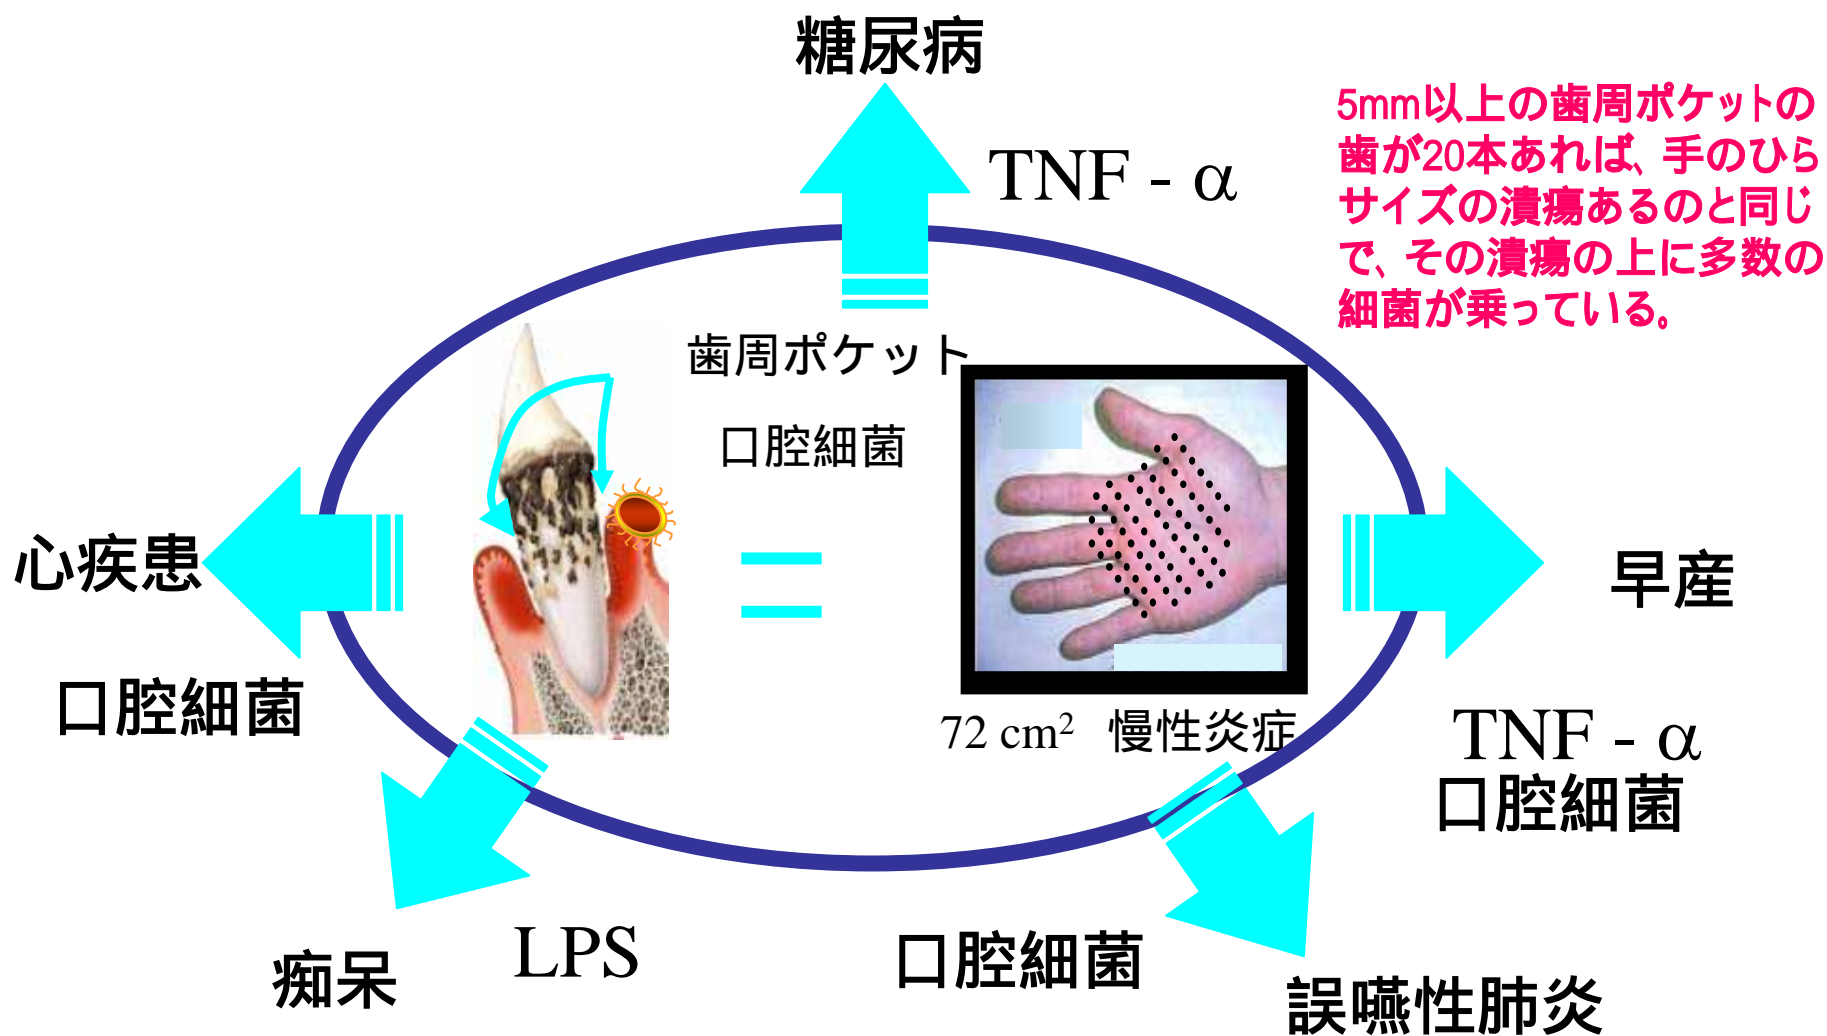 糖尿病
TNF - α
5mm以上の歯周ポケットの
歯が20本あれば、手のひら
サイズの潰瘍あるのと同じ
で、その潰瘍の上に多数の
細菌が乗っている。
歯周ポケット
口腔細菌
心疾患
口腔細菌
早産
TNF - α
口腔細菌
72 cm² 慢性炎症
痴呆
LPS
口腔細菌
誤嚥性肺炎